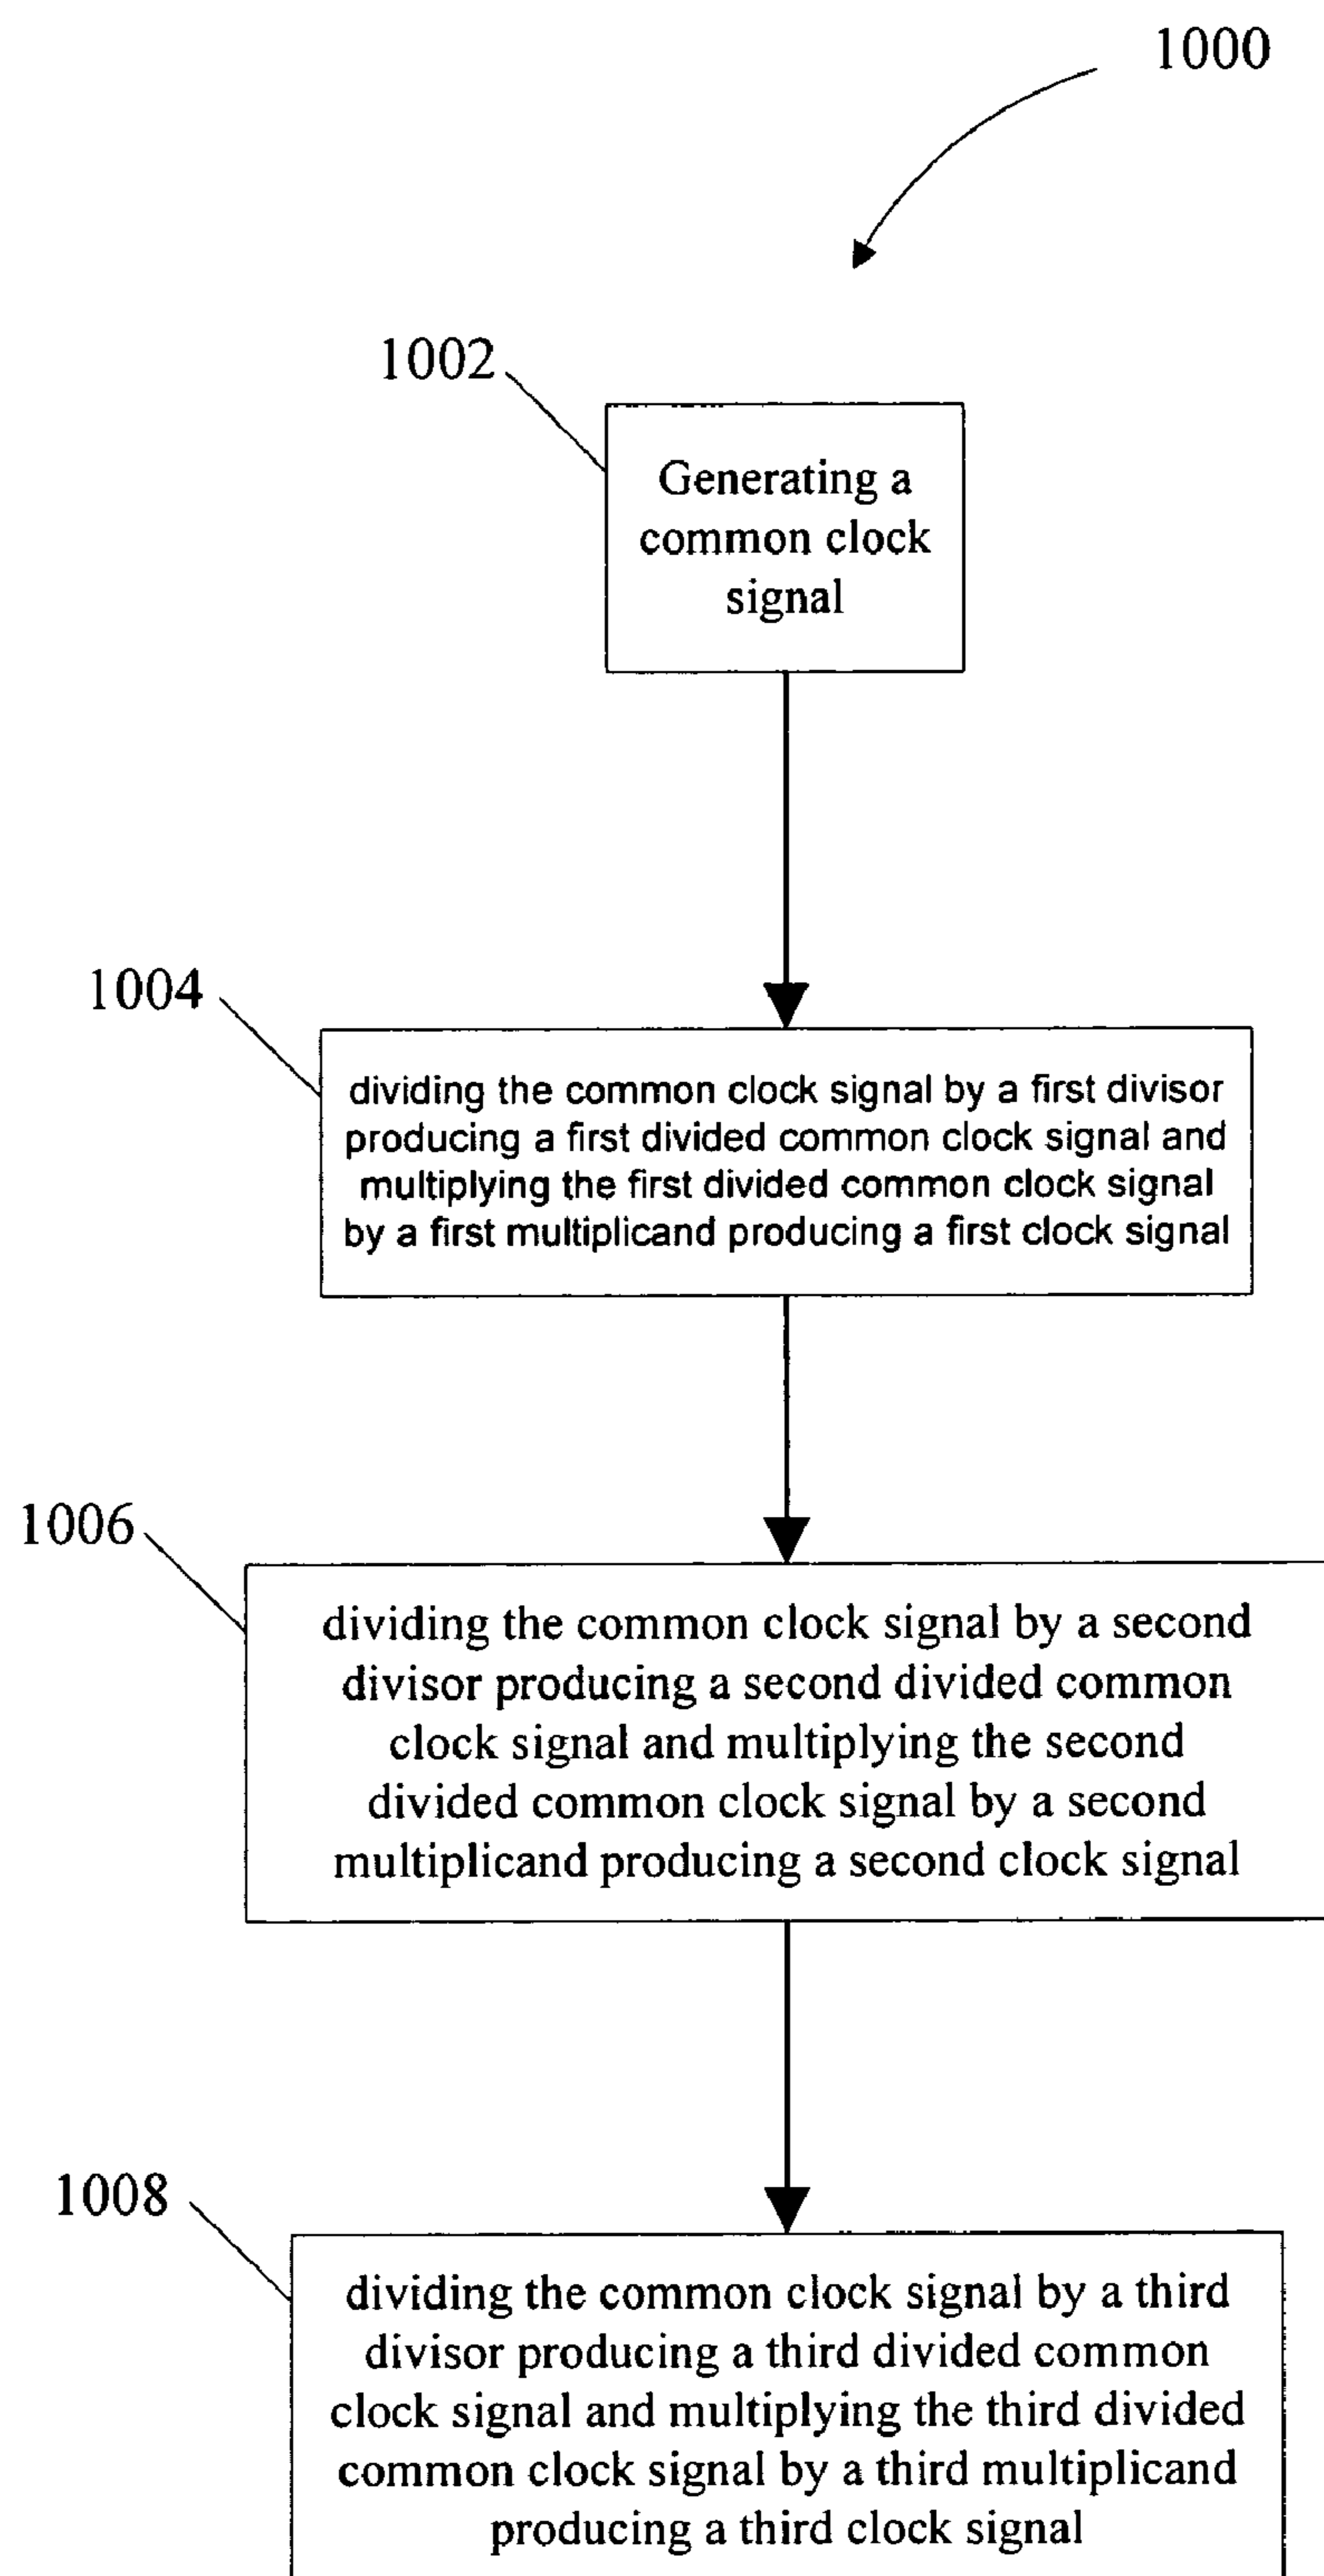 1000
1002
Generating a
common clock
signal
1004
dividing the common clock signal by a first divisor
producing a first divided common clock signal and
multiplying the first divided common clock signal
by a first multiplicand producing a first clock signal
1006
dividing the common clock signal by a second
divisor producing a second divided common
clock signal and multiplying the second
divided common clock signal by a second
multiplicand producing a second clock signal
1008
dividing the common clock signal by a third
divisor producing a third divided common
clock signal and multiplying the third divided
common clock signal by a third multiplicand
producing a third clock signal